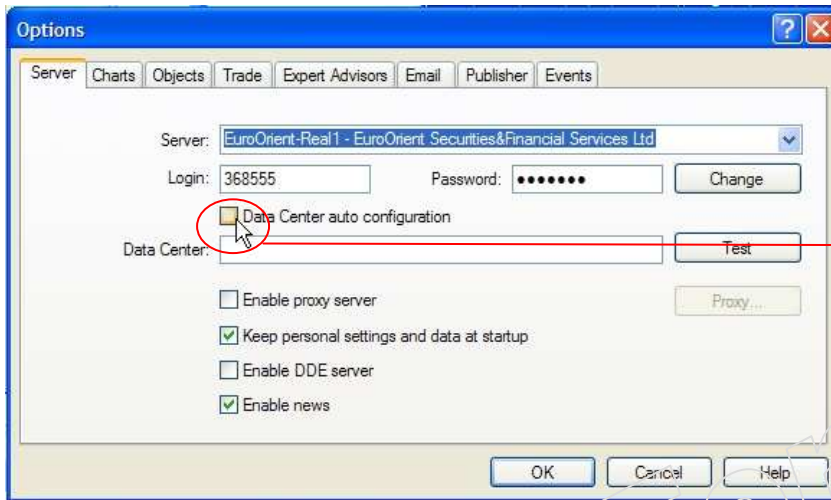 Options
Server Charts Objects Trade Expert Advisors Email Publisher Events
Server: EuroOrient-Real1 - EuroOrient Securities&Financial Services Ltd
Login: 368555 Password: ••••••• Change
Data Center auto configuration
Data Center: Test
Enable proxy server Proxy...
Keep personal settings and data at startup
Enable DDE server
Enable news
OK Cancel Help